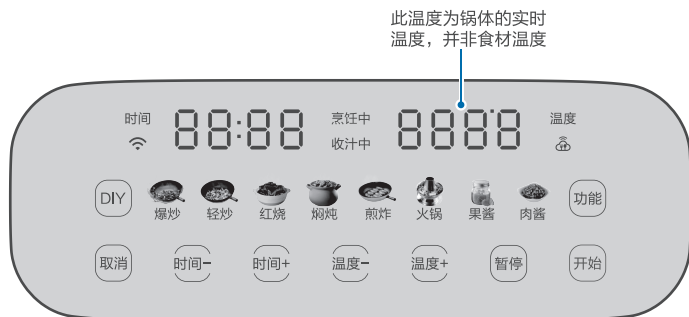 此温度为锅体的实时
温度，并非食材温度
时间 88:88 烹饪中 8888 温度
收汁中
DIY 爆炒 轻炒 红烧 焖炖 煎炸 火锅 果酱 肉酱 功能
取消 时间- 时间+ 温度- 温度+ 暂停 开始